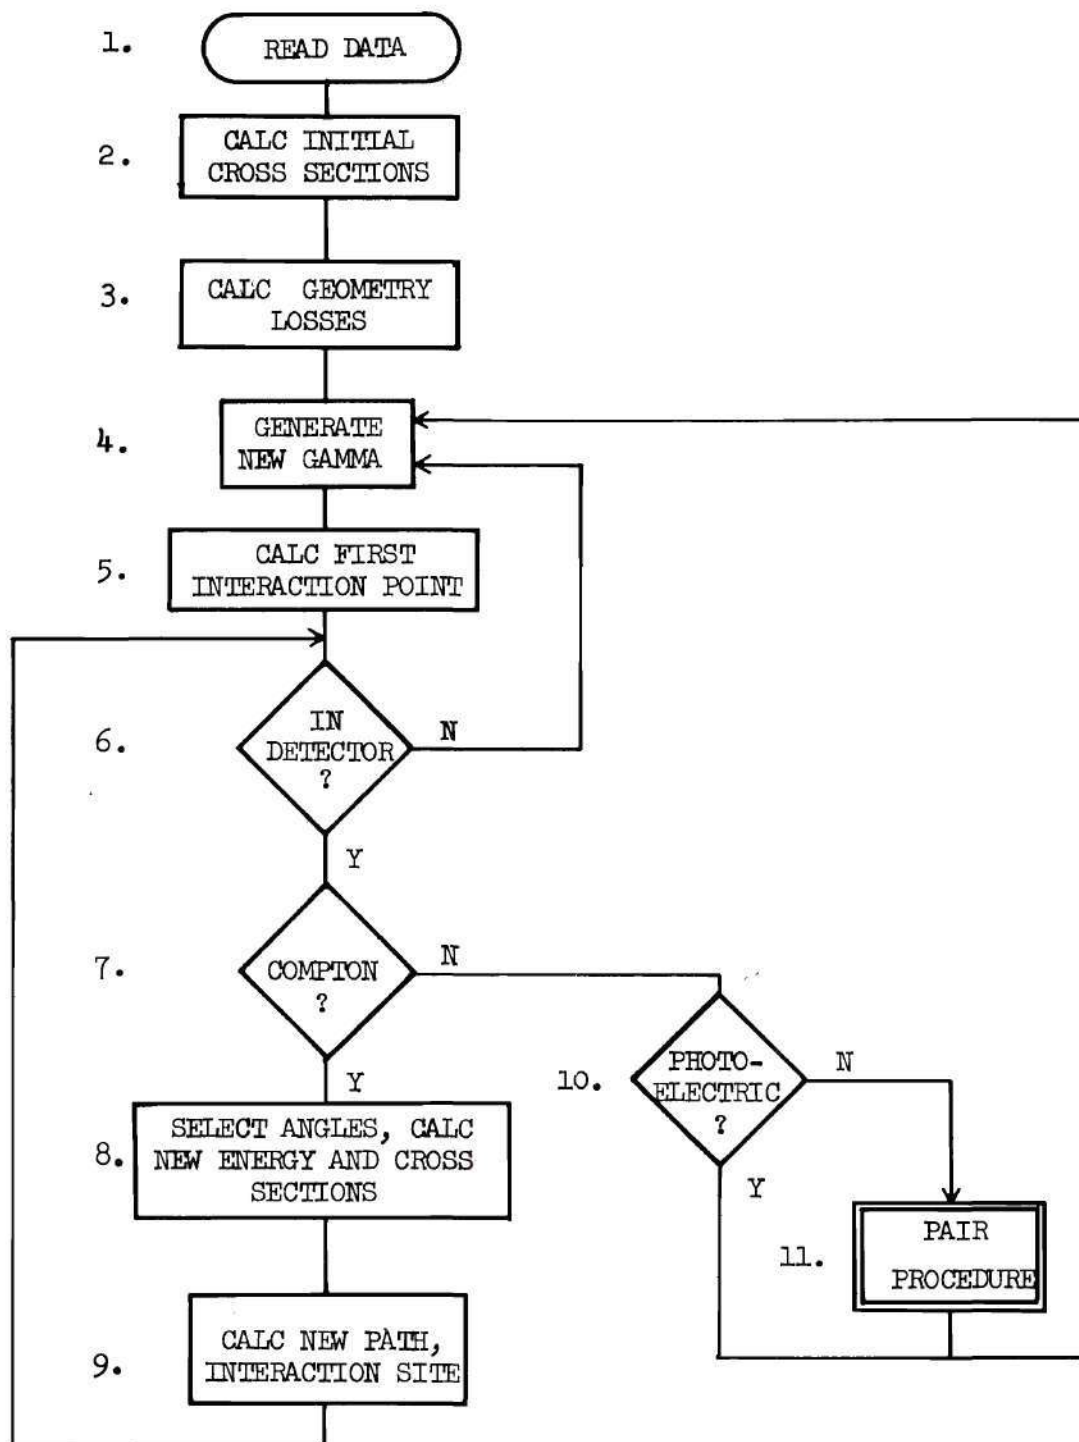 1.
READ DATA
2.
CALC INITIAL
CROSS SECTIONS
3.
CALC GEOMETRY
LOSSES
4.
GENERATE
NEW GAMMA
5.
CALC FIRST
INTERACTION POINT
6.
IN
DETECTOR
?
N
Y
7.
COMPTON
?
N
Y
8.
SELECT ANGLES, CALC
NEW ENERGY AND CROSS
SECTIONS
9.
CALC NEW PATH,
INTERACTION SITE
10.
PHOTO-
ELECTRIC
?
N
Y
11.
PAIR
PROCEDURE